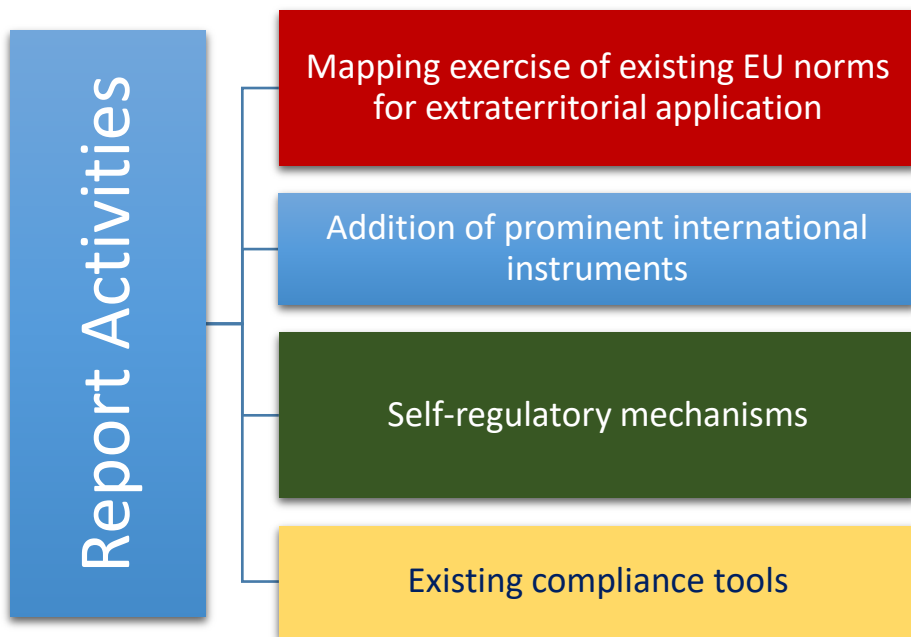 Report Activities
Mapping exercise of existing EU norms
for extraterritorial application
Addition of prominent international
instruments
Self-regulatory mechanisms
Existing compliance tools